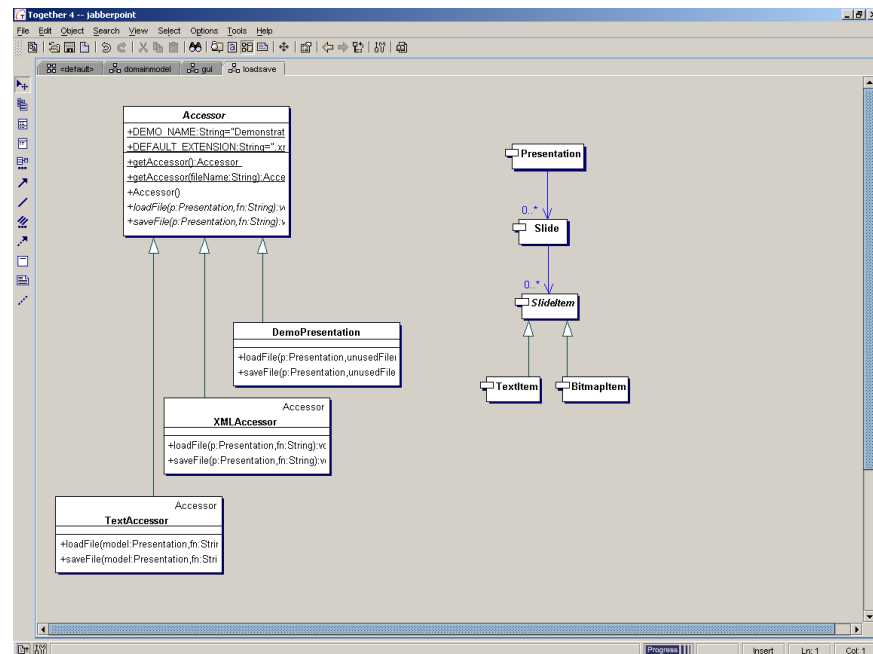 Together 4 -- jabberpoint
File Edit Object Search View Select Options Tools Help
<default> domainmodel gui loadsave
Accessor
+DEMO_NAME:String="Demonstrat
+DEFAULT_EXTENSION:String=".xr
+getAccessor():Accessor
+getAccessor(fileName:String):Acce
+Accessor()
+loadFile(p:Presentation,fn:String):vc
+saveFile(p:Presentation,fn:String):v
DemoPresentation
+loadFile(p:Presentation,unusedFile
+saveFile(p:Presentation,unusedFile
Accessor
XMLAccessor
+loadFile(p:Presentation,fn:String):vc
+saveFile(p:Presentation,fn:String):v
Accessor
TextAccessor
+loadFile(model:Presentation,fn:Strir
+saveFile(model:Presentation,fn:Stri
Presentation
0..*
Slide
0..*
SlideItem
TextItem BitmapItem
Progress Insert Ln: 1 Col: 1